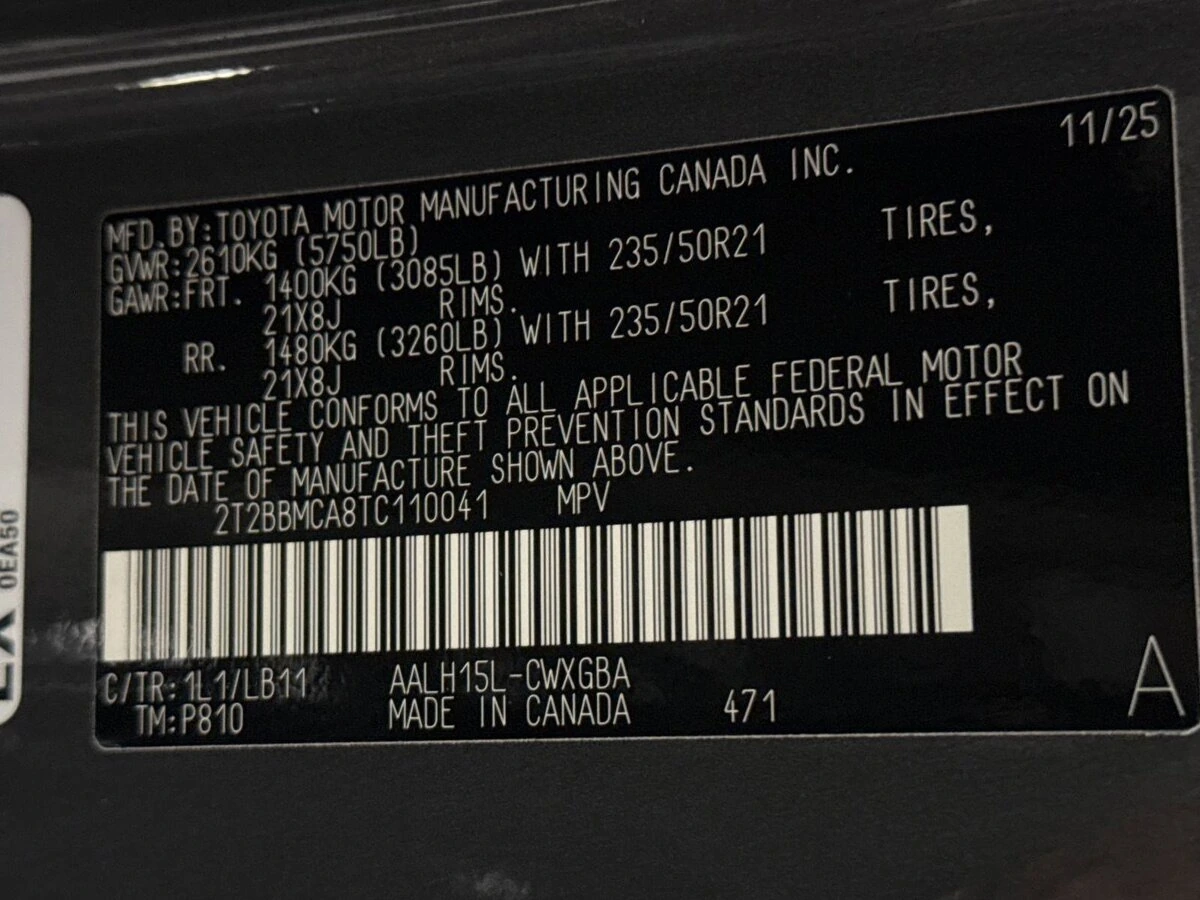 11/25
MFD.BY:TOYOTA MOTOR MANUFACTURING CANADA INC.
GVWR:2610KG (5750LB)
GAWR:FRT. 1400KG (3085LB) WITH 235/50R21 TIRES,
21X8J RIMS.
RR. 1480KG (3260LB) WITH 235/50R21 TIRES,
21X8J RIMS.
THIS VEHICLE CONFORMS TO ALL APPLICABLE FEDERAL MOTOR
VEHICLE SAFETY AND THEFT PREVENTION STANDARDS IN EFFECT ON
THE DATE OF MANUFACTURE SHOWN ABOVE.
2T2BBMCA8TC110041 MPV
C/TR:1L1/LB11 AALH15L-CWXGBA
TM:P810 MADE IN CANADA 471
A
0EA50